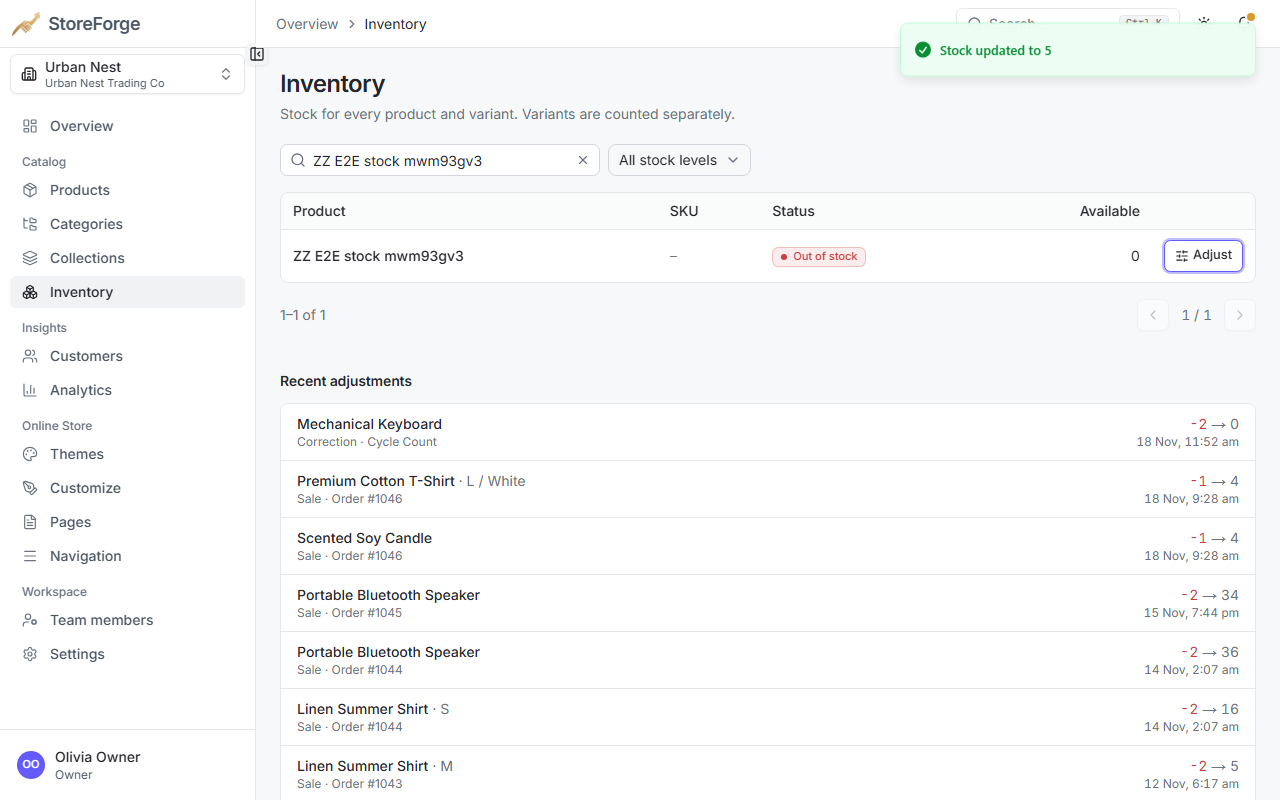 StoreForge
Overview
Inventory
Search
Ctrl K
Stock updated to 5
Urban Nest
Urban Nest Trading Co
Overview
Catalog
Products
Categories
Collections
Inventory
Insights
Customers
Analytics
Online Store
Themes
Customize
Pages
Navigation
Workspace
Team members
Settings
OO
Olivia Owner
Owner
Inventory
Stock for every product and variant. Variants are counted separately.
ZZ E2E stock mwm93gv3
All stock levels
Product SKU Status Available
ZZ E2E stock mwm93gv3 – Out of stock 0 Adjust
1–1 of 1
1 / 1
Recent adjustments
Mechanical Keyboard -2 → 0
Correction · Cycle Count 18 Nov, 11:52 am
Premium Cotton T-Shirt · L / White -1 → 4
Sale · Order #1046 18 Nov, 9:28 am
Scented Soy Candle -1 → 4
Sale · Order #1046 18 Nov, 9:28 am
Portable Bluetooth Speaker -2 → 34
Sale · Order #1045 15 Nov, 7:44 pm
Portable Bluetooth Speaker -2 → 36
Sale · Order #1044 14 Nov, 2:07 am
Linen Summer Shirt · S -2 → 16
Sale · Order #1044 14 Nov, 2:07 am
Linen Summer Shirt · M -2 → 5
Sale · Order #1043 12 Nov, 6:17 am